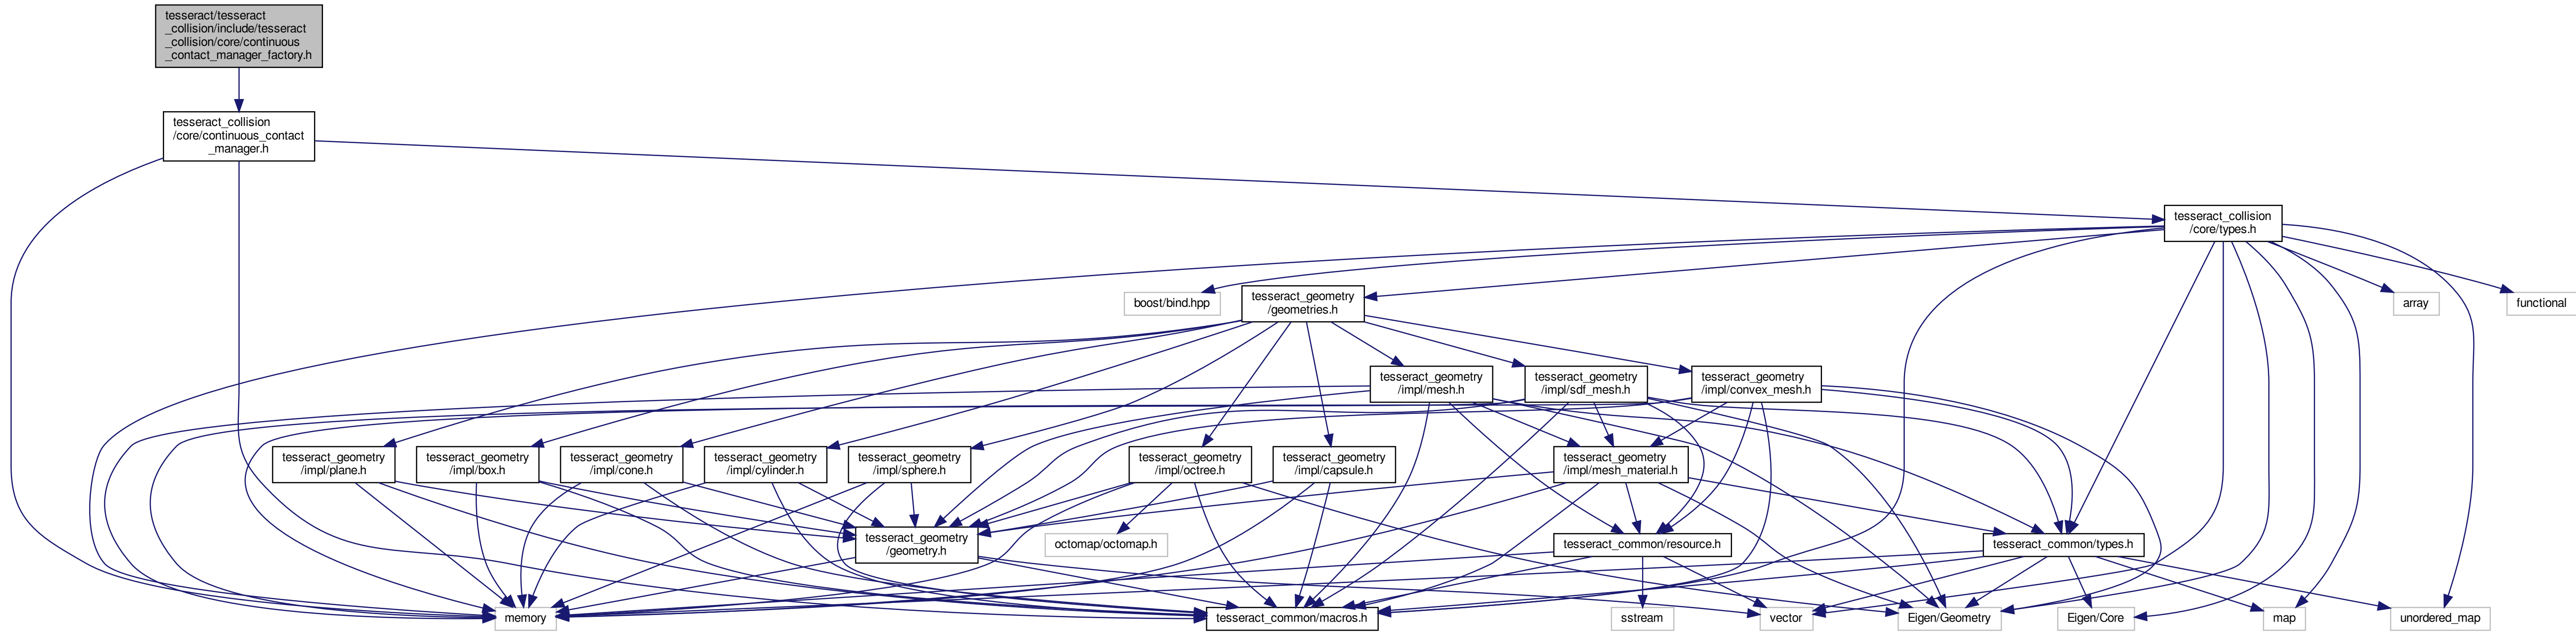 tesseract/tesseract
_collision/include/tesseract
_collision/core/continuous
_contact_manager_factory.h
tesseract_collision
/core/continuous_contact
_manager.h
tesseract_collision
/core/types.h
boost/bind.hpp
tesseract_geometry
/geometries.h
array
functional
tesseract_geometry
/impl/mesh.h
tesseract_geometry
/impl/sdf_mesh.h
tesseract_geometry
/impl/convex_mesh.h
tesseract_geometry
/impl/plane.h
tesseract_geometry
/impl/box.h
tesseract_geometry
/impl/cone.h
tesseract_geometry
/impl/cylinder.h
tesseract_geometry
/impl/sphere.h
tesseract_geometry
/impl/octree.h
tesseract_geometry
/impl/capsule.h
tesseract_geometry
/impl/mesh_material.h
tesseract_geometry
/geometry.h
octomap/octomap.h
tesseract_common/resource.h
tesseract_common/types.h
memory
tesseract_common/macros.h
sstream
vector
Eigen/Geometry
Eigen/Core
map
unordered_map